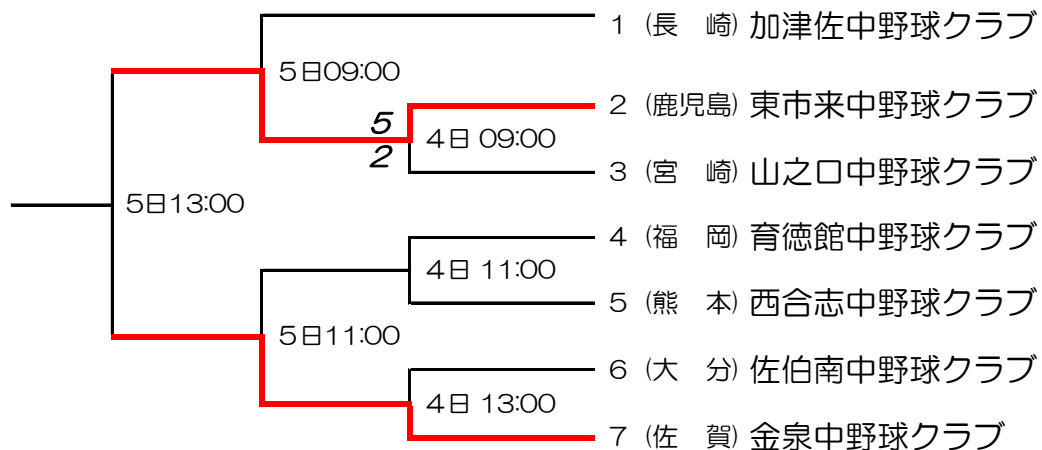 1 (長　崎) 加津佐中野球クラブ
5日09:00
2 (鹿児島) 東市来中野球クラブ
5
4日 09:00
2
3 (宮　崎) 山之口中野球クラブ
5日13:00
4 (福　岡) 育徳館中野球クラブ
4日 11:00
5 (熊　本) 西合志中野球クラブ
5日11:00
6 (大　分) 佐伯南中野球クラブ
4日 13:00
7 (佐　賀) 金泉中野球クラブ